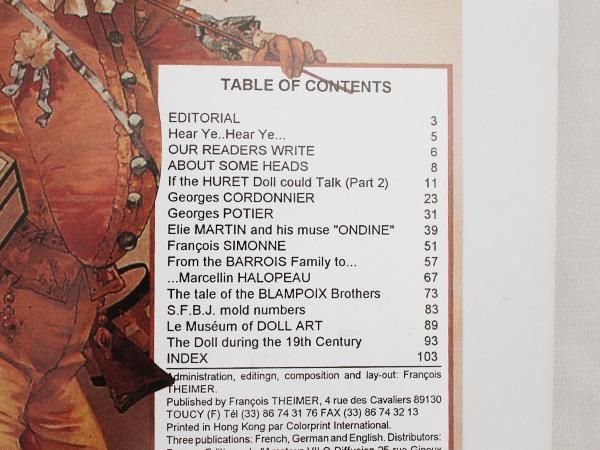 TABLE OF CONTENTS
EDITORIAL 3
Hear Ye..Hear Ye... 5
OUR READERS WRITE 6
ABOUT SOME HEADS 8
If the HURET Doll could Talk (Part 2) 11
Georges CORDONNIER 23
Georges POTIER 31
Elie MARTIN and his muse "ONDINE" 39
François SIMONNE 51
From the BARROIS Family to... 57
...Marcellin HALOPEAU 67
The tale of the BLAMPOIX Brothers 73
S.F.B.J. mold numbers 83
Le Muséum of DOLL ART 89
The Doll during the 19th Century 93
INDEX 103
Administration, editingn, composition and lay-out: François
THEIMER.
Published by François THEIMER, 4 rue des Cavaliers 89130
TOUCY (F) Tél (33) 86 74 31 76 FAX (33) 86 74 32 13
Printed in Hong Kong par Colorprint International.
Three publications: French, German and English. Distributors: